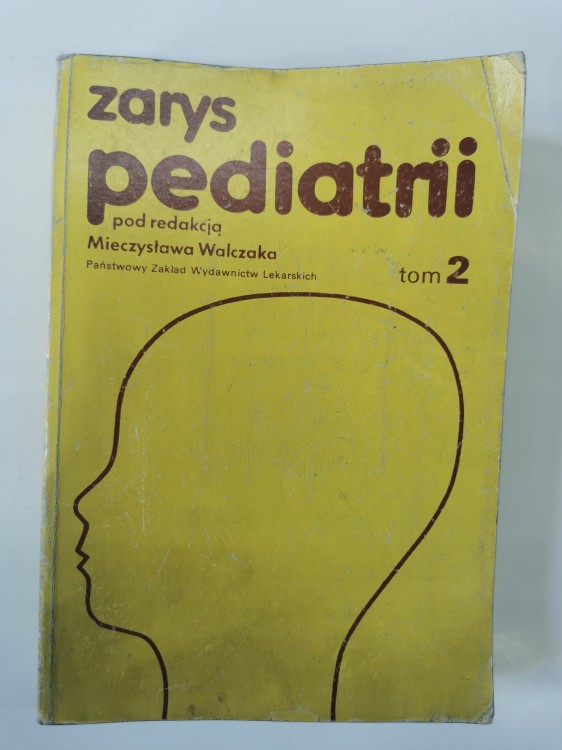 zarys
pediatrii
pod redakcją
Mieczysława Walczaka
Państwowy Zakład Wydawnictw Lekarskich
tom 2